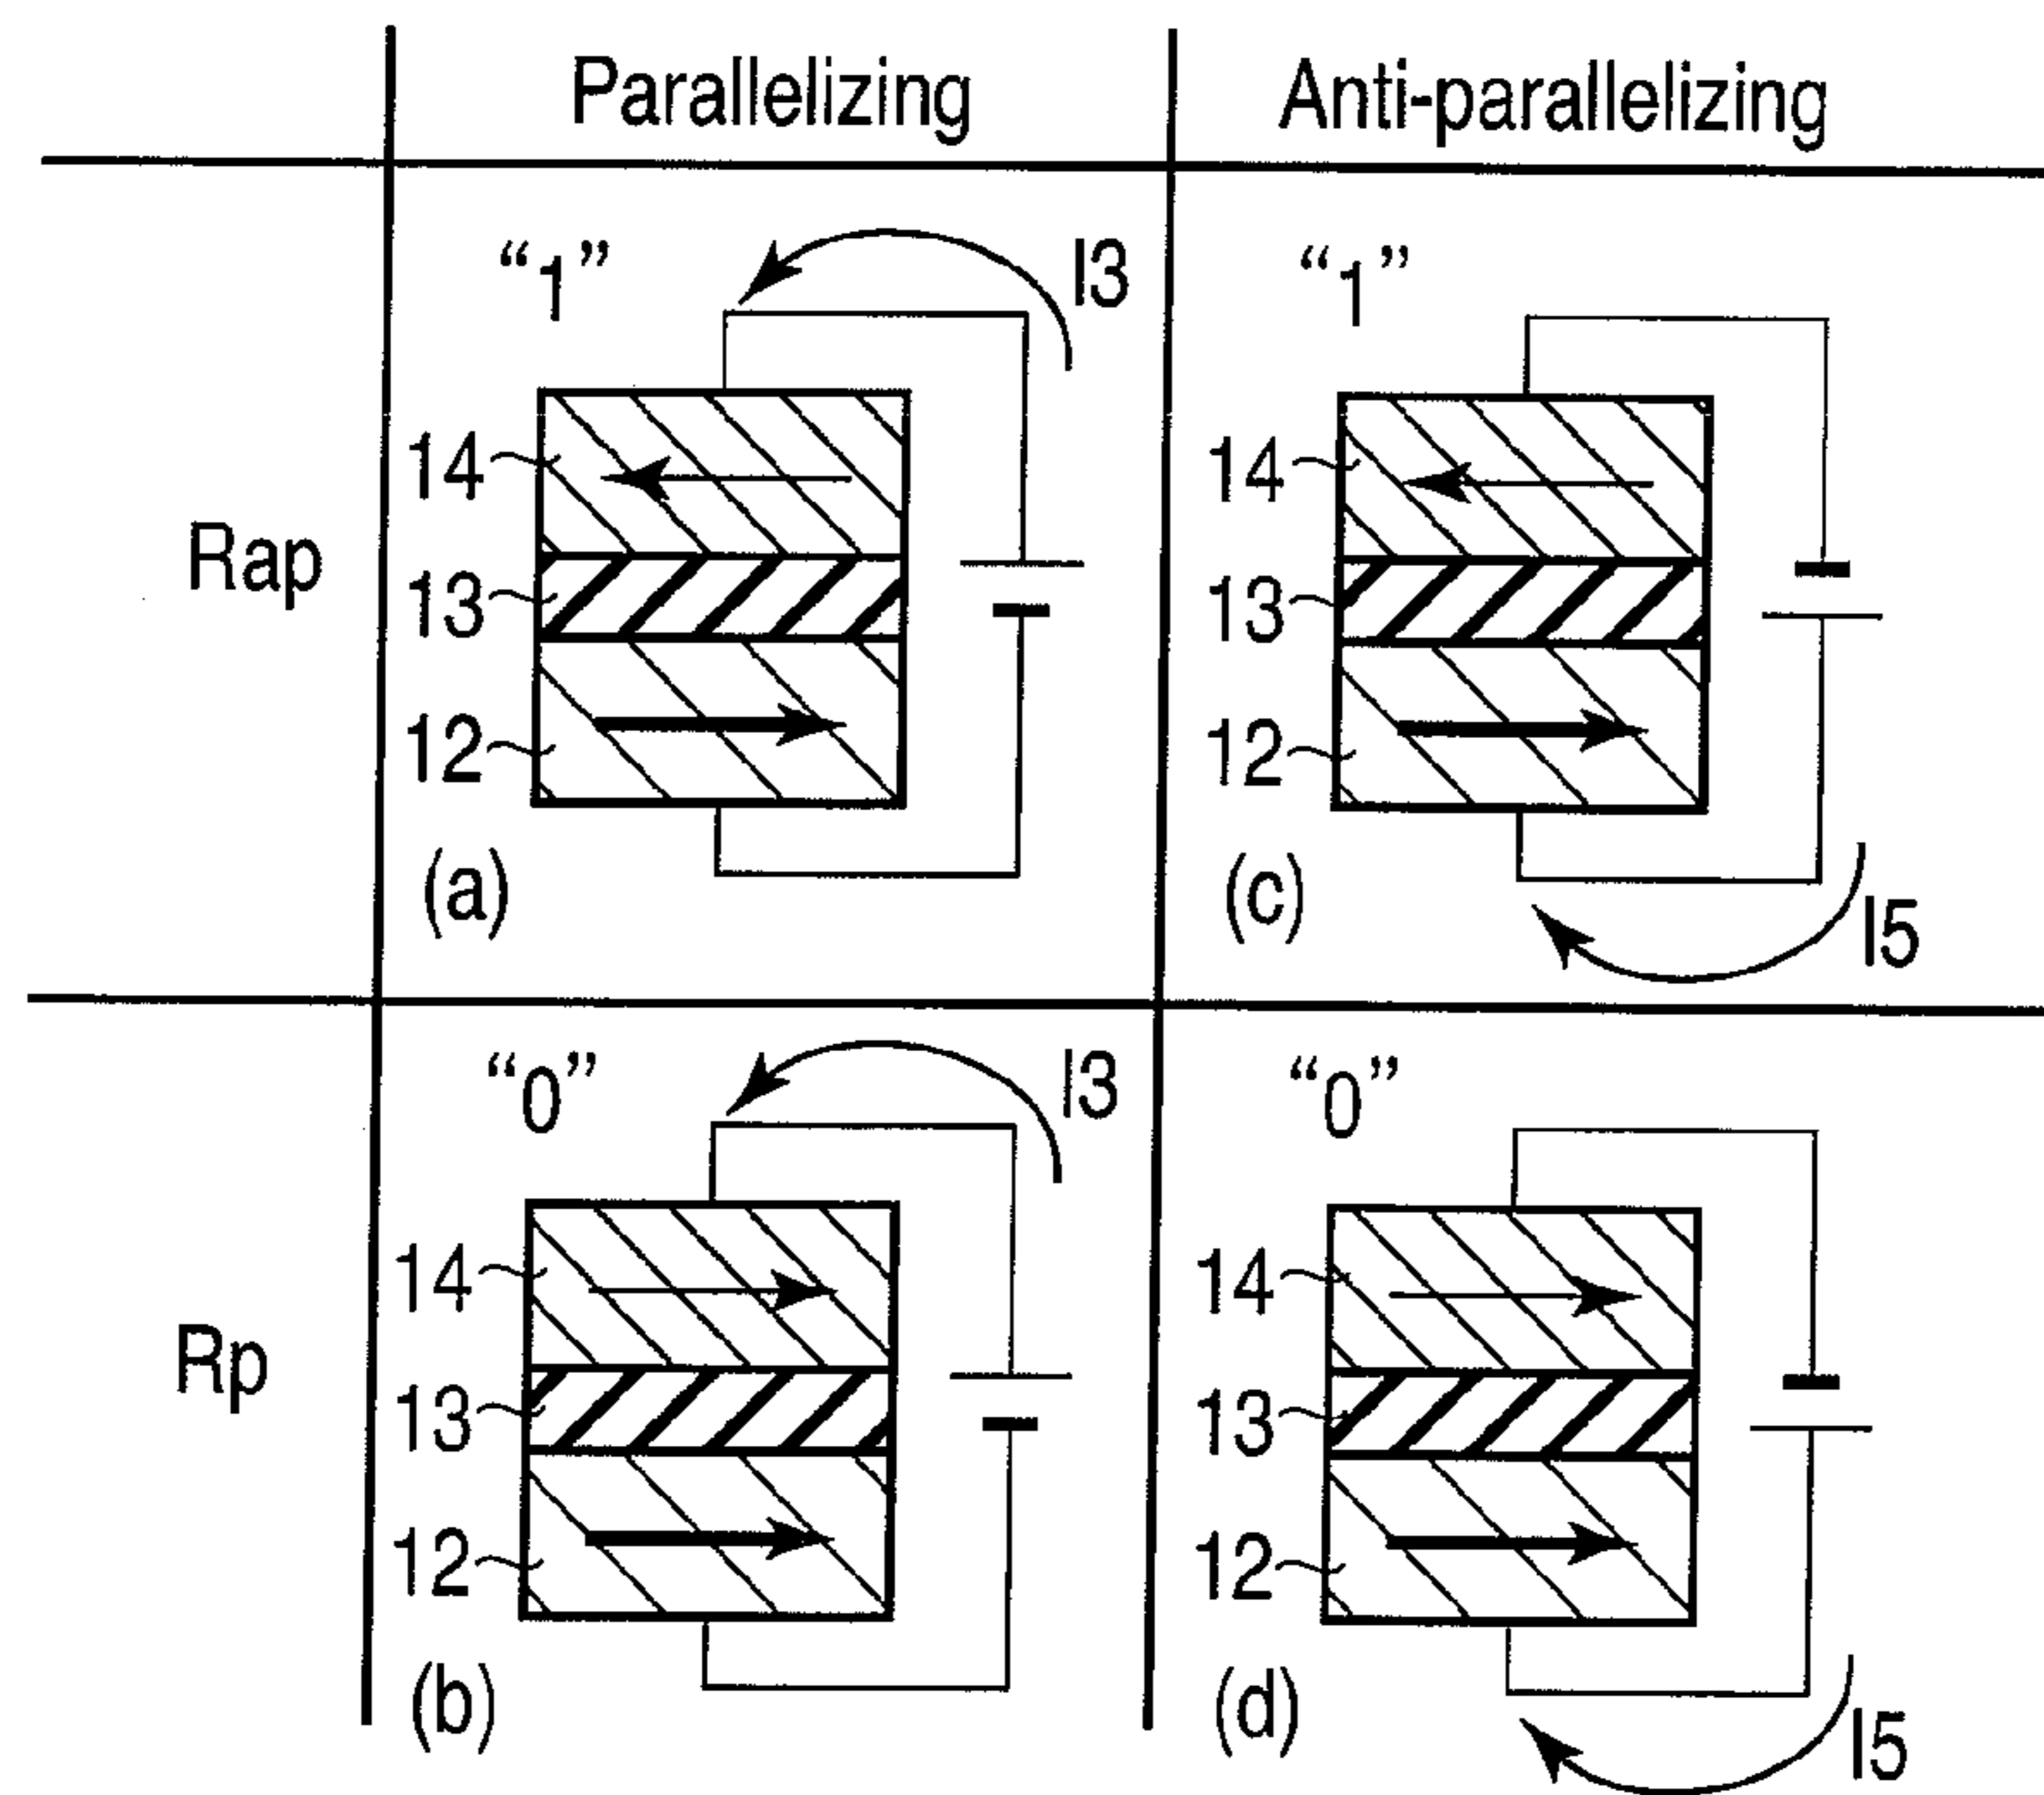 Parallelizing
Anti-parallelizing
Rap
“1”
I3
14
13
12
(a)
“1”
14
13
12
(c)
I5
Rp
“0”
I3
14
13
12
(b)
“0”
14
13
12
(d)
I5